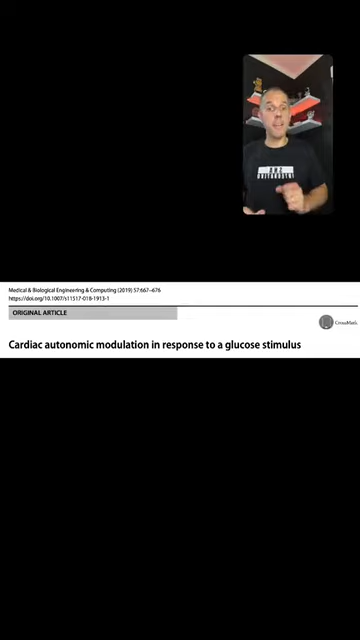 Medical & Biological Engineering & Computing (2019) 57:667–676
https://doi.org/10.1007/s11517-018-1913-1
ORIGINAL ARTICLE
CrossMark
Cardiac autonomic modulation in response to a glucose stimulus